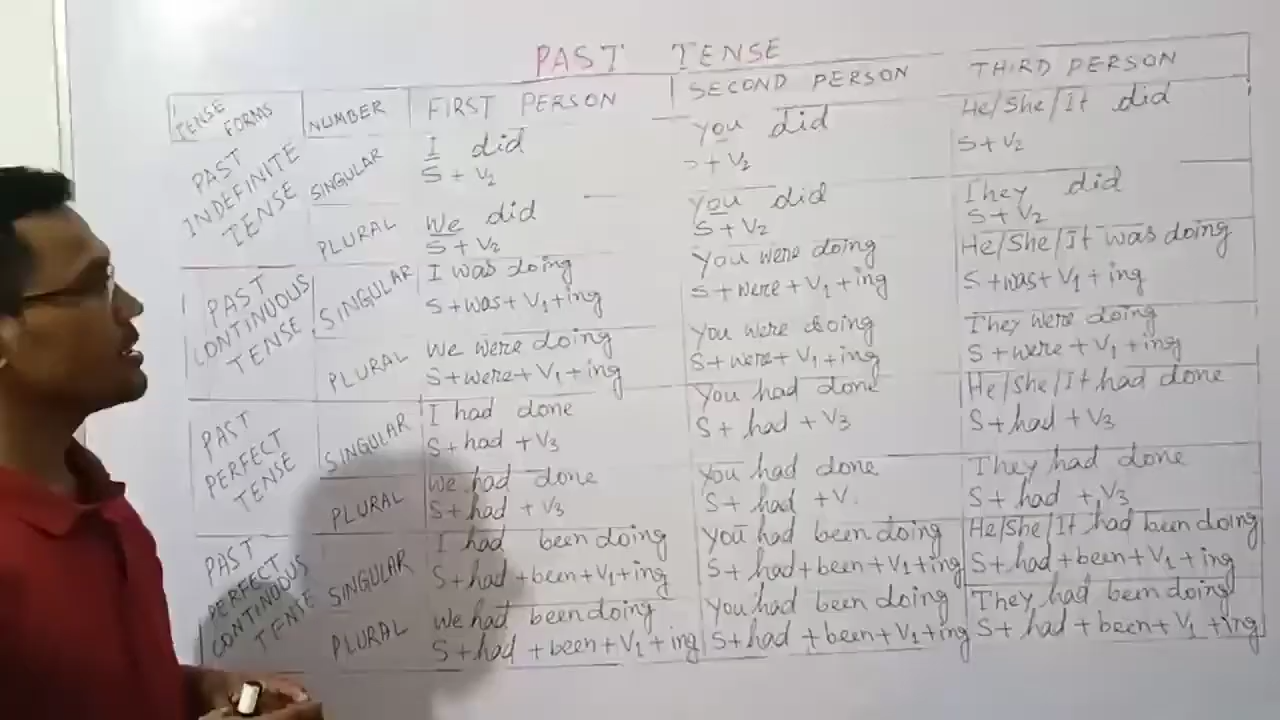 PAST TENSE
TENSE FORMS
NUMBER
FIRST PERSON
SECOND PERSON
THIRD PERSON
PAST INDEFINITE TENSE
SINGULAR
I did
S + V₂
You did
+ V₂
He/She/It did
S + V₂
PLURAL
We did
S + V₂
You did
S + V₂
They did
S + V₂
PAST CONTINUOUS TENSE
SINGULAR
I was doing
S + was + V₁ + ing
You were doing
S + were + V₁ + ing
He/She/It was doing
S + was + V₁ + ing
PLURAL
We were doing
S + were + V₁ + ing
You were doing
S + were + V₁ + ing
They were doing
S + were + V₁ + ing
PAST PERFECT TENSE
SINGULAR
I had done
S + had + V₃
You had done
S + had + V₃
He/She/It had done
S + had + V₃
PLURAL
We had done
S + had + V₃
You had done
S + had + V
They had done
S + had + V₃
PAST PERFECT CONTINOUS TENSE
SINGULAR
I had been doing
S + had + been + V₁ + ing
You had been doing
S + had + been + V₁ + ing
He/She/It had been doing
S + had + been + V₁ + ing
PLURAL
We had been doing
S + had + been + V₁ + ing
You had been doing
S + had + been + V₁ + ing
They had been doing
S + had + been + V₁ + ing